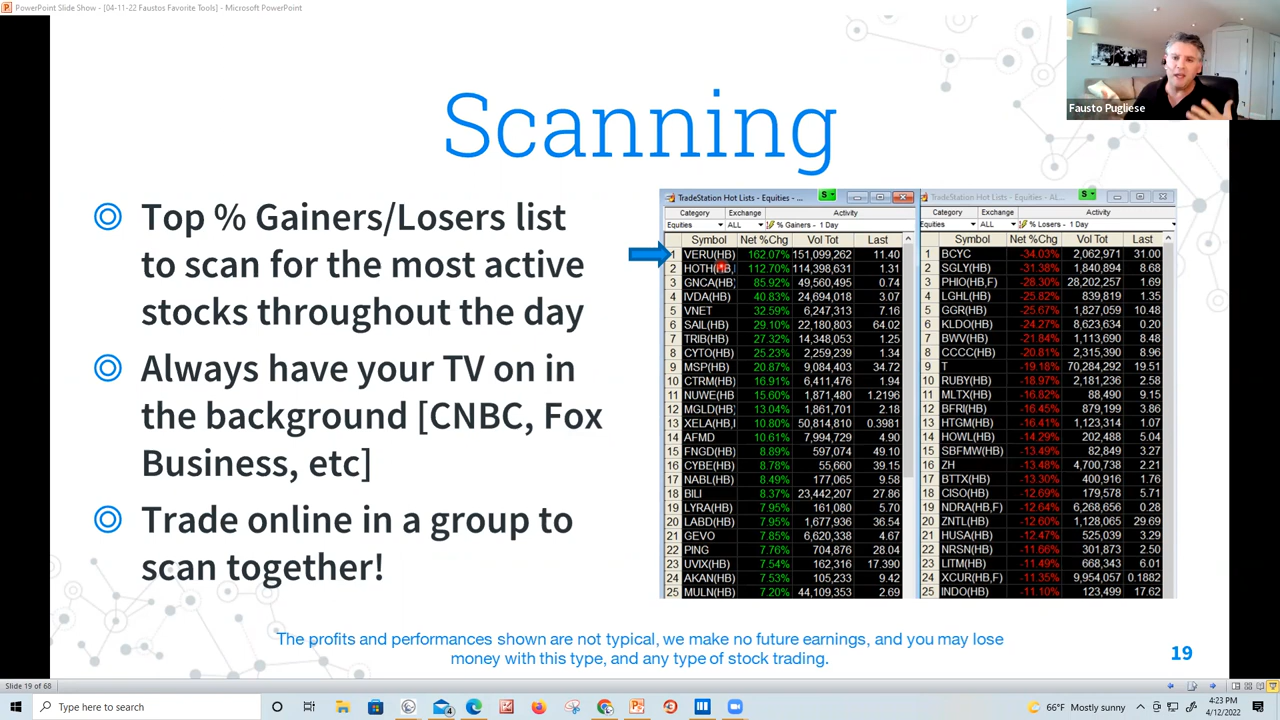 PowerPoint Slide Show - [04-11-22 Faustos Favorite Tools] - Microsoft PowerPoint
Fausto Pugliese
Scanning
Top % Gainers/Losers list
to scan for the most active
stocks throughout the day
Always have your TV on in
the background [CNBC, Fox
Business, etc]
Trade online in a group to
scan together!
TradeStation Hot Lists - Equities - ...
S
Category Exchange Activity
Equities ALL % Gainers - 1 Day
Symbol Net %Chg Vol Tot Last
1 VERU(HB) 162.07% 151,099,262 11.40
2 HOTH(HB,I 112.70% 114,398,631 1.31
3 GNCA(HB) 85.92% 49,560,495 0.74
4 IVDA(HB) 40.83% 24,694,018 3.07
5 VNET 32.59% 6,247,313 7.16
6 SAIL(HB) 29.10% 22,180,803 64.02
7 TRIB(HB) 27.32% 14,348,053 1.25
8 CYTO(HB) 25.23% 2,259,239 1.34
9 MSP(HB) 20.87% 9,084,403 34.72
10 CTRM(HB) 16.91% 6,411,476 1.94
11 NUWE(HB) 15.60% 1,871,480 1.2196
12 MGLD(HB) 13.04% 1,861,701 2.18
13 XELA(HB,I 10.80% 50,814,810 0.3981
14 AFMD 10.61% 7,994,729 4.90
15 FNGD(HB) 8.89% 597,074 49.10
16 CYBE(HB) 8.78% 55,660 39.15
17 NABL(HB) 8.49% 177,065 9.58
18 BILI 8.37% 23,442,207 27.86
19 LYRA(HB) 7.95% 161,080 5.70
20 LABD(HB) 7.95% 1,677,936 36.54
21 GEVO 7.85% 6,620,338 4.67
22 PING 7.76% 704,876 28.04
23 UVIX(HB) 7.54% 162,316 17.390
24 AKAN(HB) 7.53% 105,233 9.42
25 MULN(HB) 7.20% 44,109,353 2.69
TradeStation Hot Lists - Equities - AL...
S
Category Exchange Activity
Equities ALL % Losers - 1 Day
Symbol Net %Chg Vol Tot Last
1 BCYC -34.03% 2,062,971 31.00
2 SGLY(HB) -31.38% 1,840,894 8.68
3 PHIO(HB,F) -28.30% 28,202,257 1.69
4 LGHL(HB) -25.82% 839,819 1.35
5 GGR(HB) -25.67% 1,827,059 10.48
6 KLDO(HB) -24.27% 8,623,634 0.20
7 BWV(HB) -21.84% 1,113,690 8.48
8 CCCC(HB) -20.81% 2,315,390 8.96
9 T -19.18% 70,284,292 19.51
10 RUBY(HB) -18.97% 2,181,236 2.58
11 MLTX(HB) -16.82% 88,490 9.15
12 BFRI(HB) -16.45% 879,199 3.86
13 HTGM(HB) -16.41% 1,123,314 1.07
14 HOWL(HB) -14.29% 202,488 5.04
15 SBFMW(HB) -13.49% 82,849 3.27
16 ZH -13.48% 4,700,738 2.21
17 BTTX(HB) -13.30% 400,916 1.76
18 CISO(HB) -12.69% 179,578 5.71
19 NDRA(HB,F) -12.64% 6,268,656 0.28
20 ZNTL(HB) -12.60% 1,128,065 29.69
21 HUSA(HB) -12.47% 525,039 3.29
22 NRSN(HB) -11.66% 301,873 2.50
23 LITM(HB) -11.49% 668,343 6.01
24 XCUR(HB,F) -11.35% 9,954,057 0.1882
25 INDO(HB) -11.10% 123,499 17.62
The profits and performances shown are not typical, we make no future earnings, and you may lose
money with this type, and any type of stock trading.
19
Slide 19 of 68
Type here to search
4
66°F Mostly sunny
4:23 PM
4/12/2022